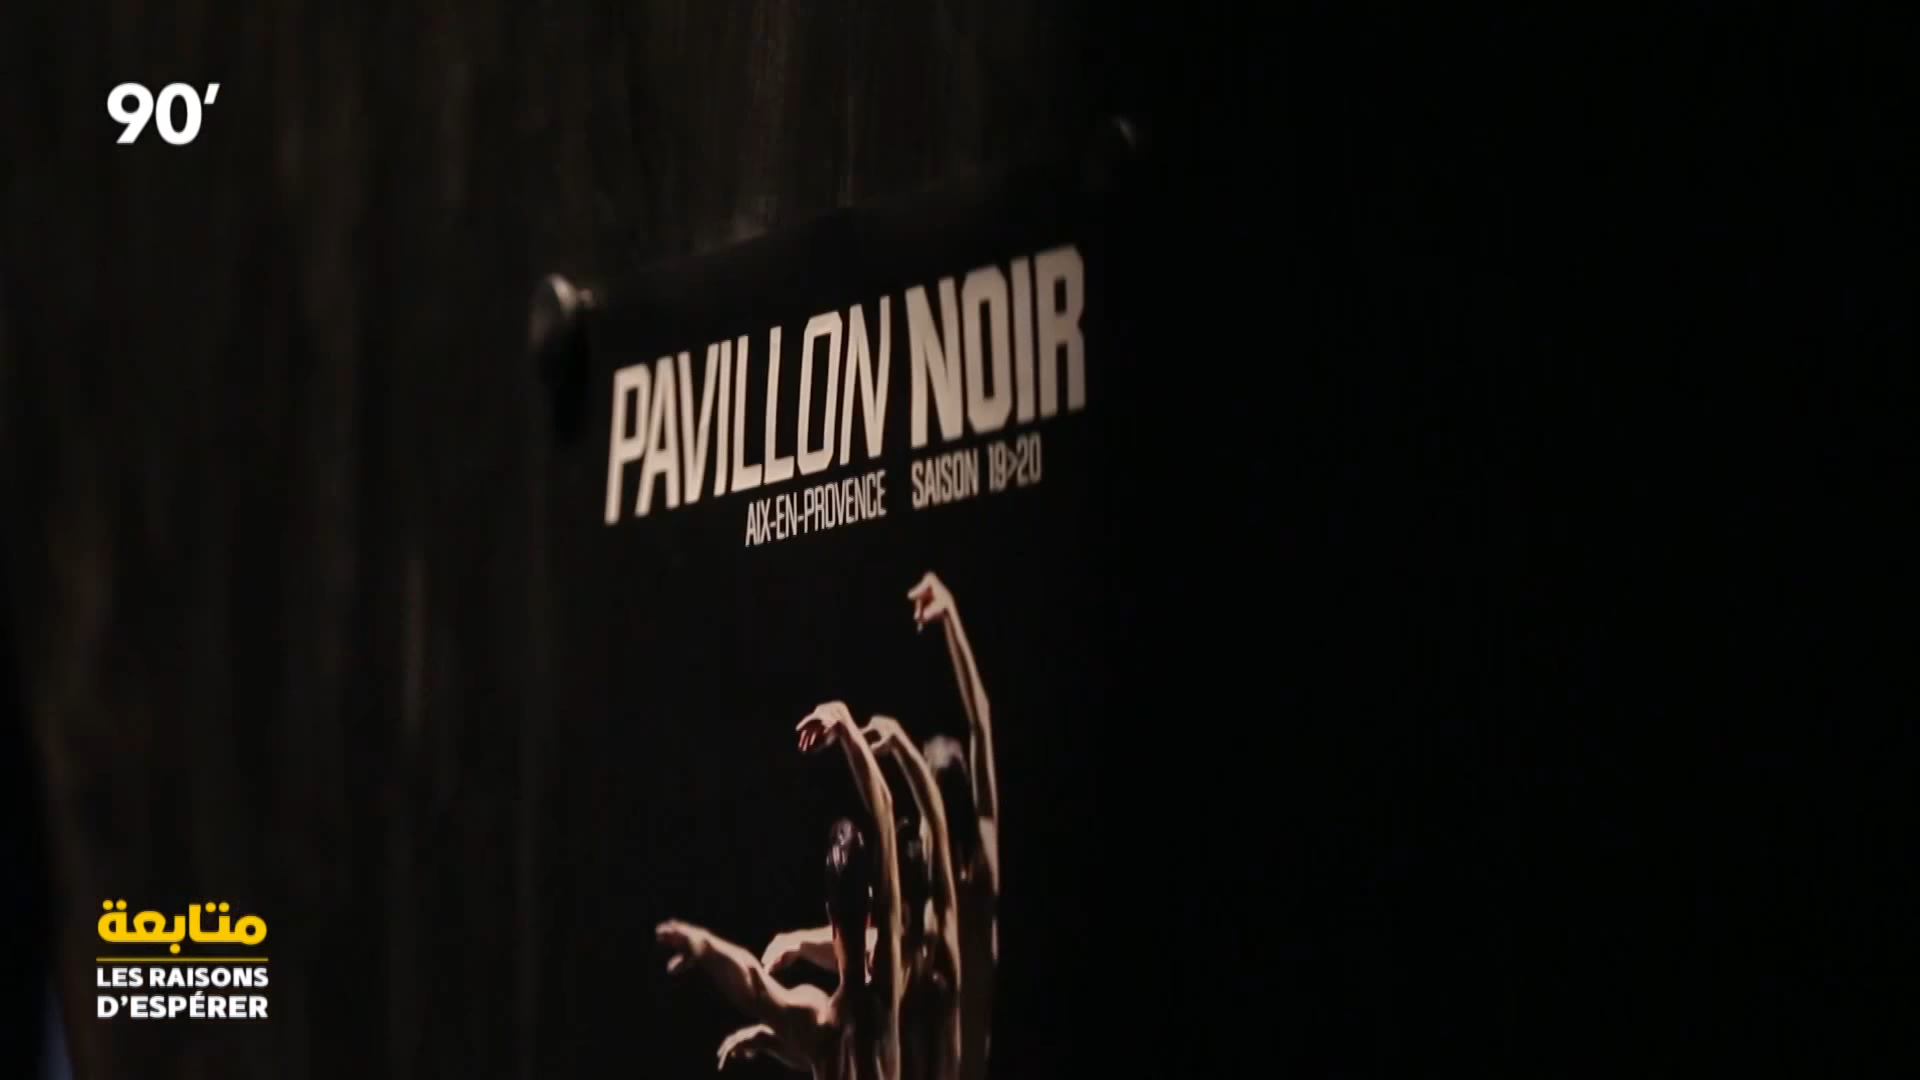 90'
PAVILLON NOIR
AIX-EN-PROVENCE SAISON 19>20
متابعة
LES RAISONS
D'ESPÉRER